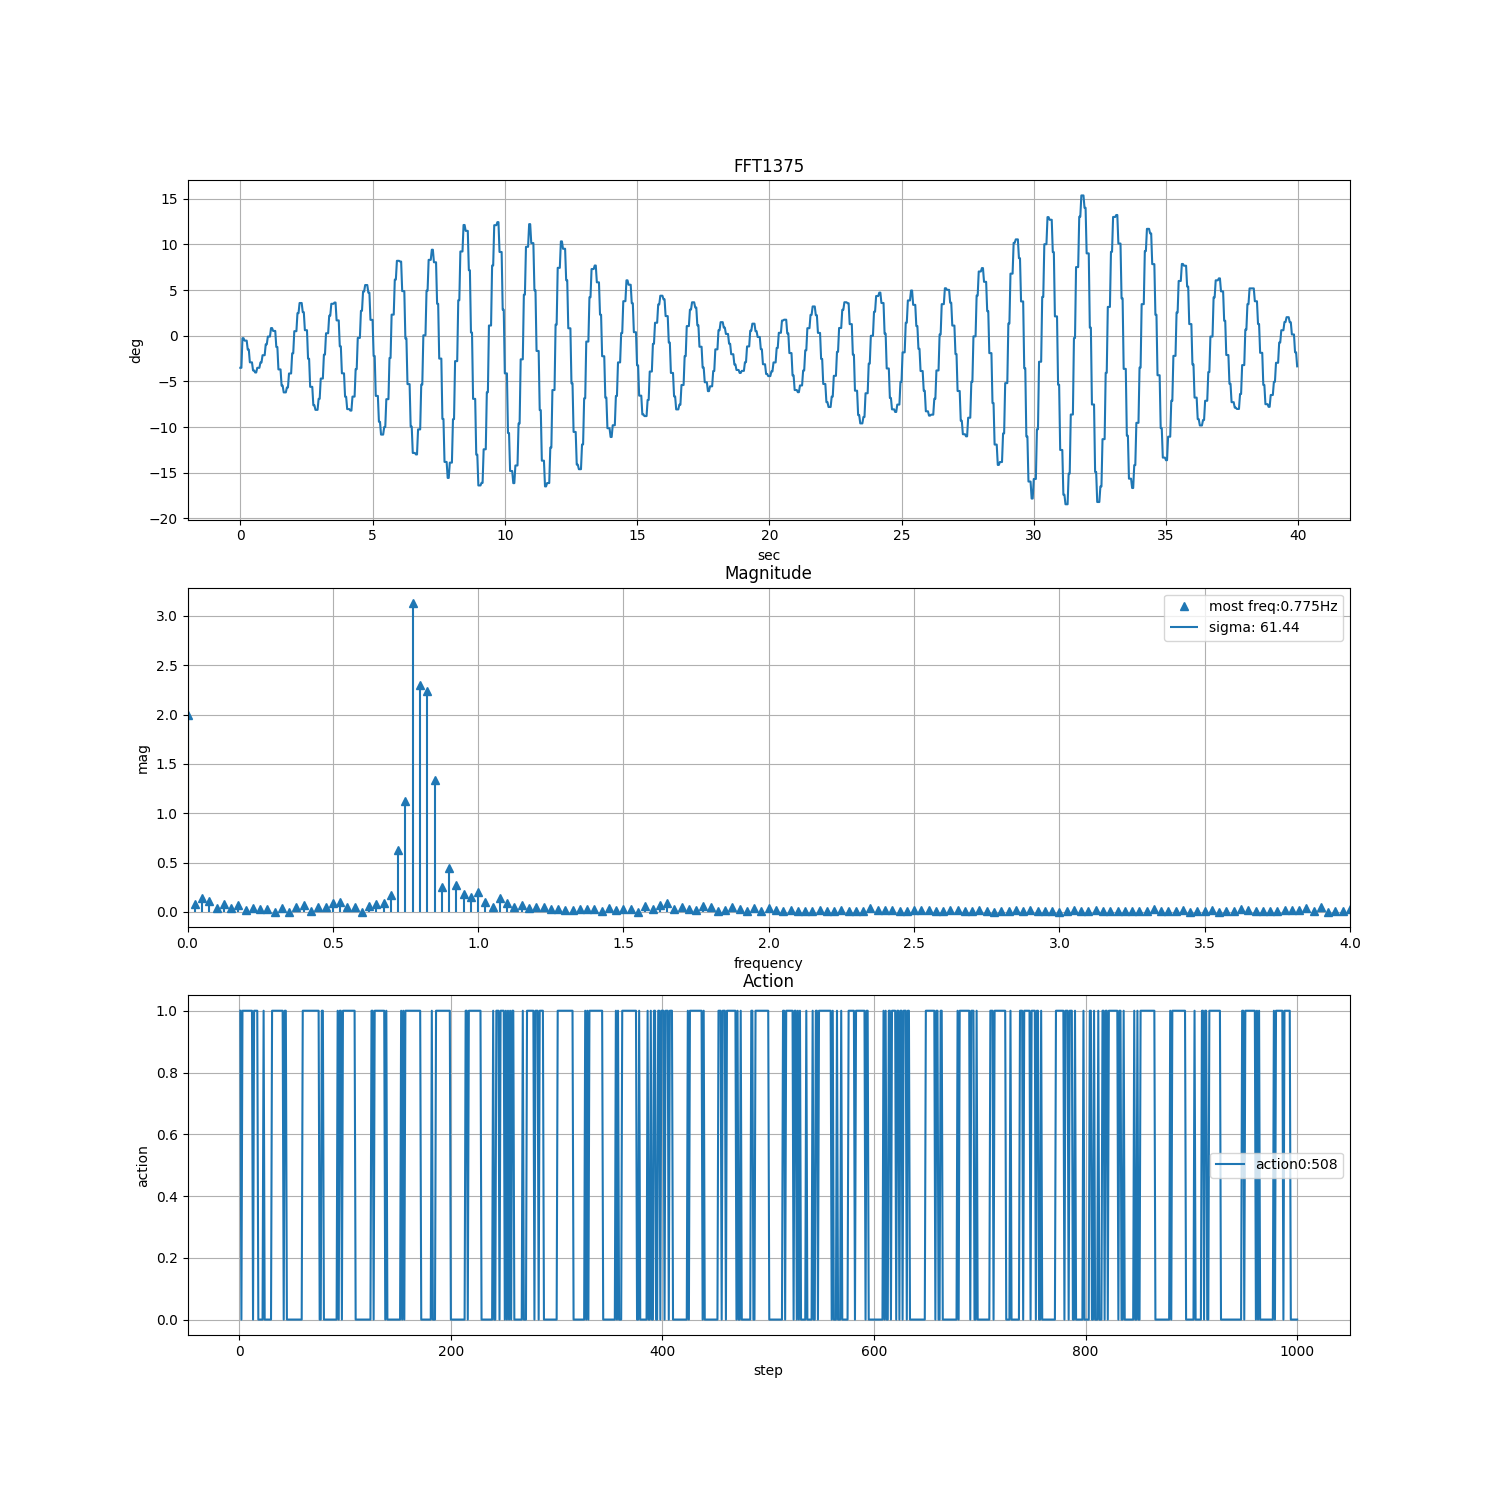 FFT1375
15
10
5
0
−5
−10
−15
−20
deg
0 5 10 15 20 25 30 35 40
sec
Magnitude
3.0
2.5
2.0
1.5
1.0
0.5
0.0
mag
most freq:0.775Hz
sigma: 61.44
0.0 0.5 1.0 1.5 2.0 2.5 3.0 3.5 4.0
frequency
Action
1.0
0.8
0.6
0.4
0.2
0.0
action
action0:508
0 200 400 600 800 1000
step